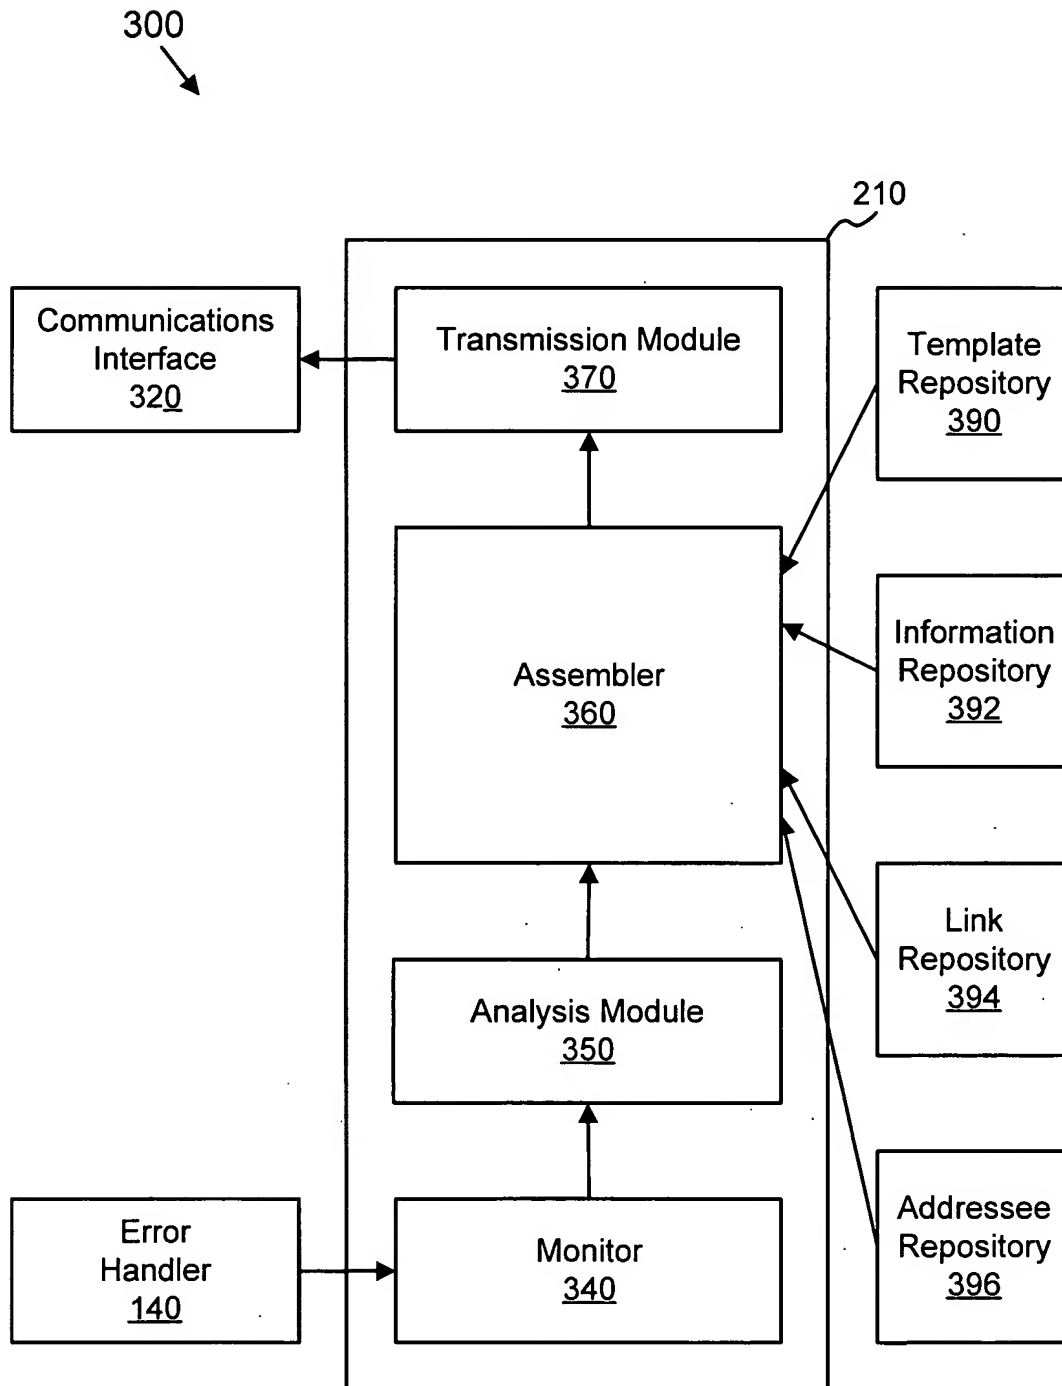 300
210
Communications
Interface
320
Transmission Module
370
Template
Repository
390
Assembler
360
Information
Repository
392
Link
Repository
394
Analysis Module
350
Error
Handler
140
Monitor
340
Addressee
Repository
396